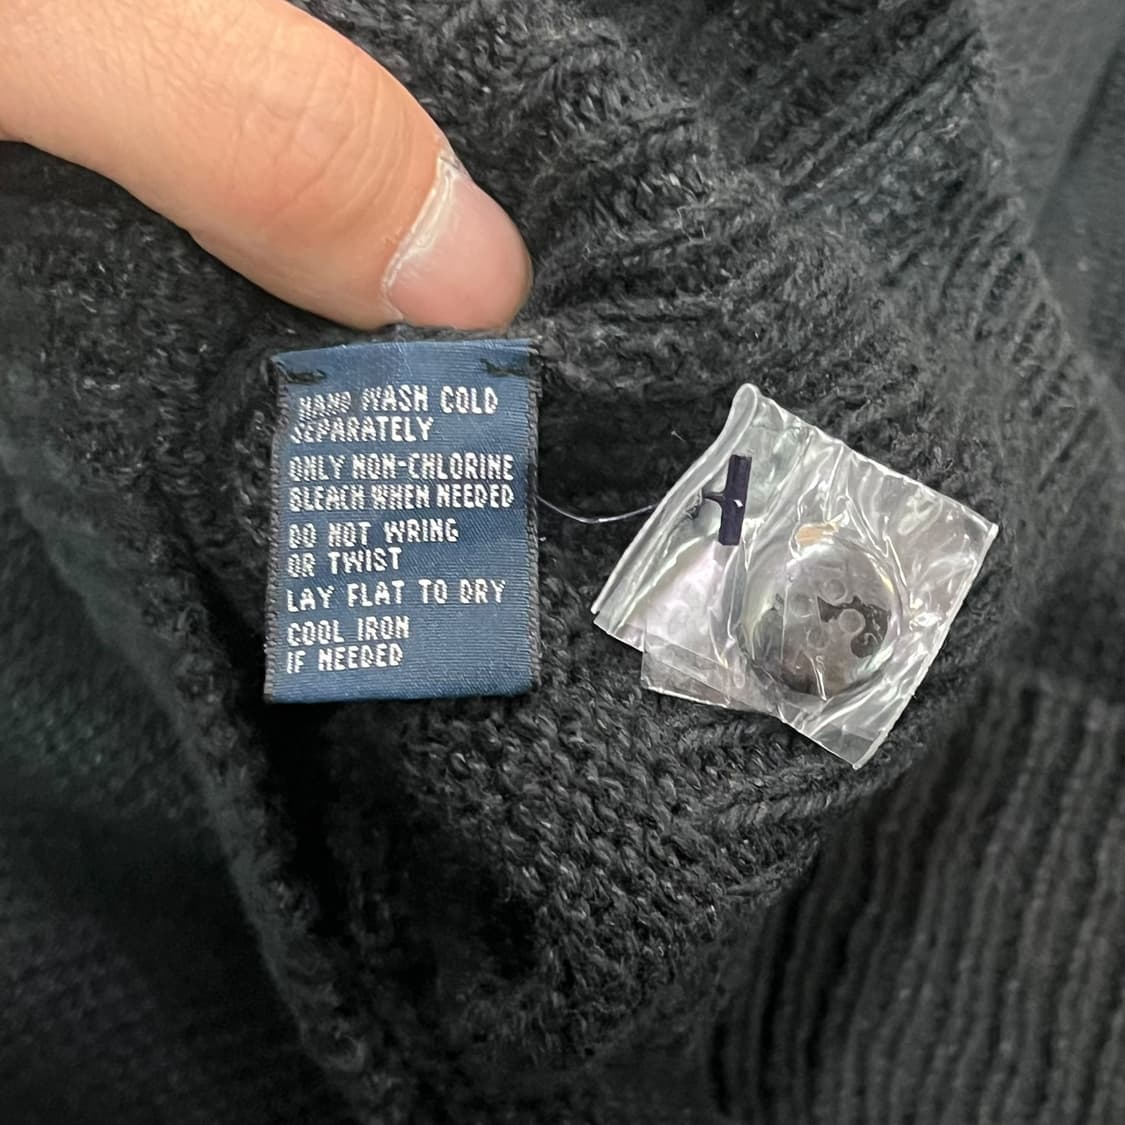 HAND WASH COLD
SEPARATELY
ONLY NON-CHLORINE
BLEACH WHEN NEEDED
DO NOT WRING
OR TWIST
LAY FLAT TO DRY
COOL IRON
IF NEEDED